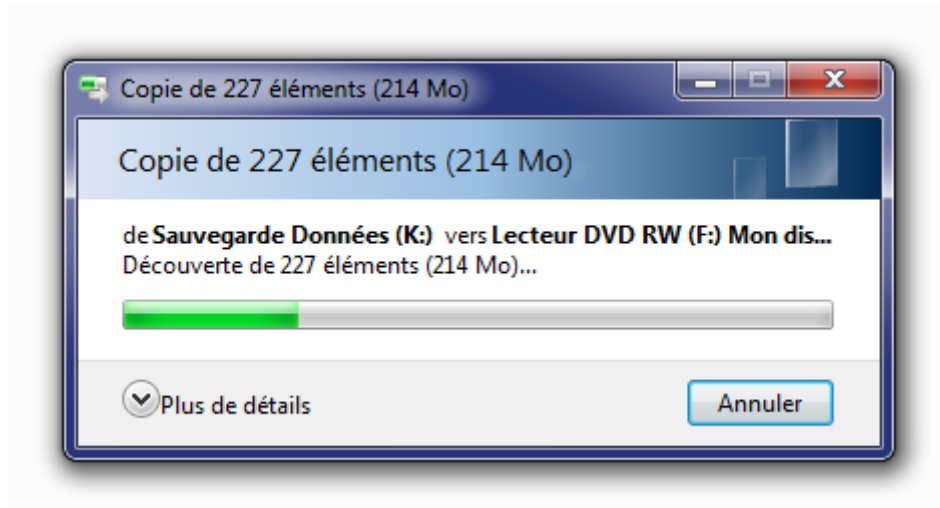 Copie de 227 éléments (214 Mo)
Copie de 227 éléments (214 Mo)
de Sauvegarde Données (K:) vers Lecteur DVD RW (F:) Mon dis...
Découverte de 227 éléments (214 Mo)...
Plus de détails
Annuler